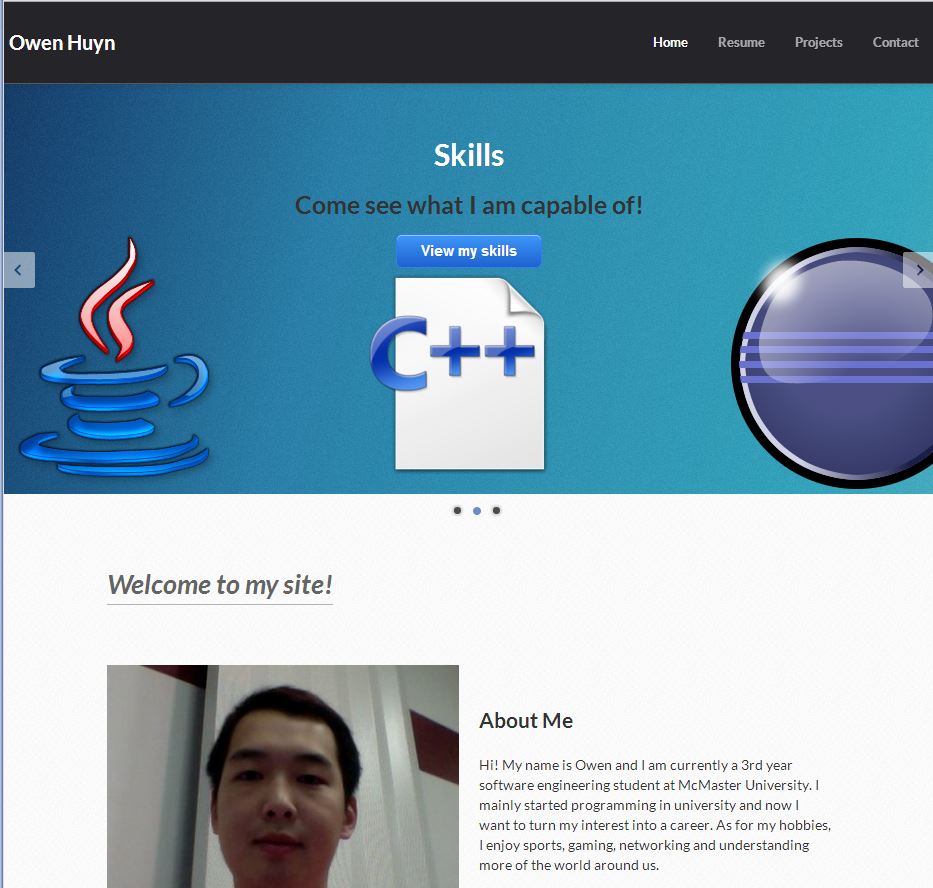 Owen Huyn
Home Resume Projects Contact
Skills
Come see what I am capable of!
View my skills
C++
Welcome to my site!
About Me
Hi! My name is Owen and I am currently a 3rd year
software engineering student at McMaster University. I
mainly started programming in university and now I
want to turn my interest into a career. As for my hobbies,
I enjoy sports, gaming, networking and understanding
more of the world around us.